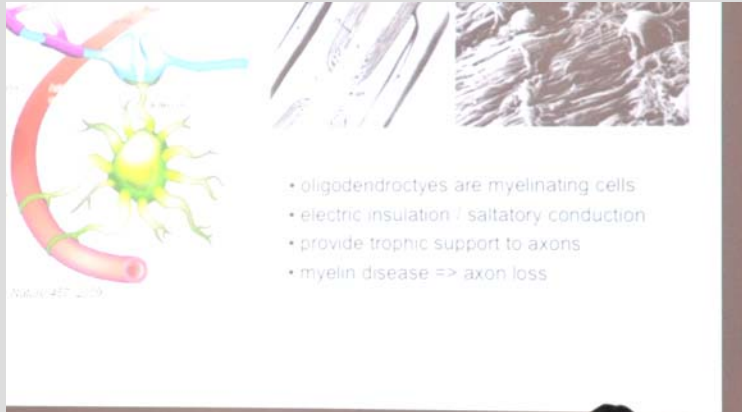 • oligodendroctyes are myelinating cells
• electric insulation / saltatory conduction
• provide trophic support to axons
• myelin disease => axon loss